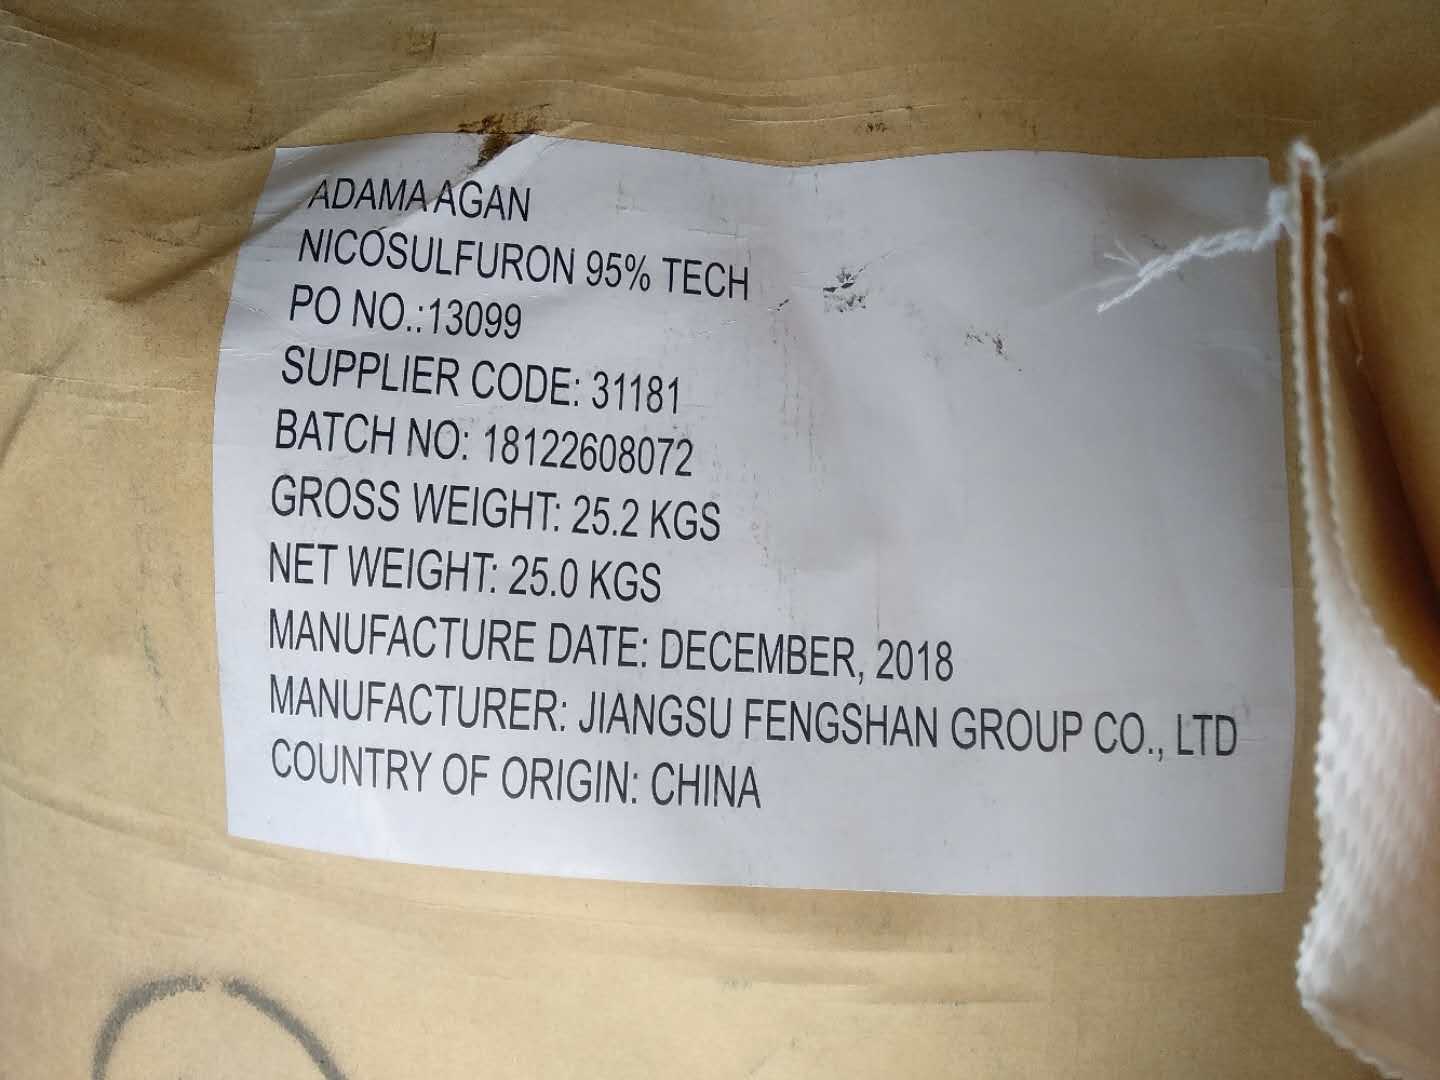 ADAMA AGAN
NICOSULFURON 95% TECH
PO NO.:13099
SUPPLIER CODE: 31181
BATCH NO: 18122608072
GROSS WEIGHT: 25.2 KGS
NET WEIGHT: 25.0 KGS
MANUFACTURE DATE: DECEMBER, 2018
MANUFACTURER: JIANGSU FENGSHAN GROUP CO., LTD
COUNTRY OF ORIGIN: CHINA